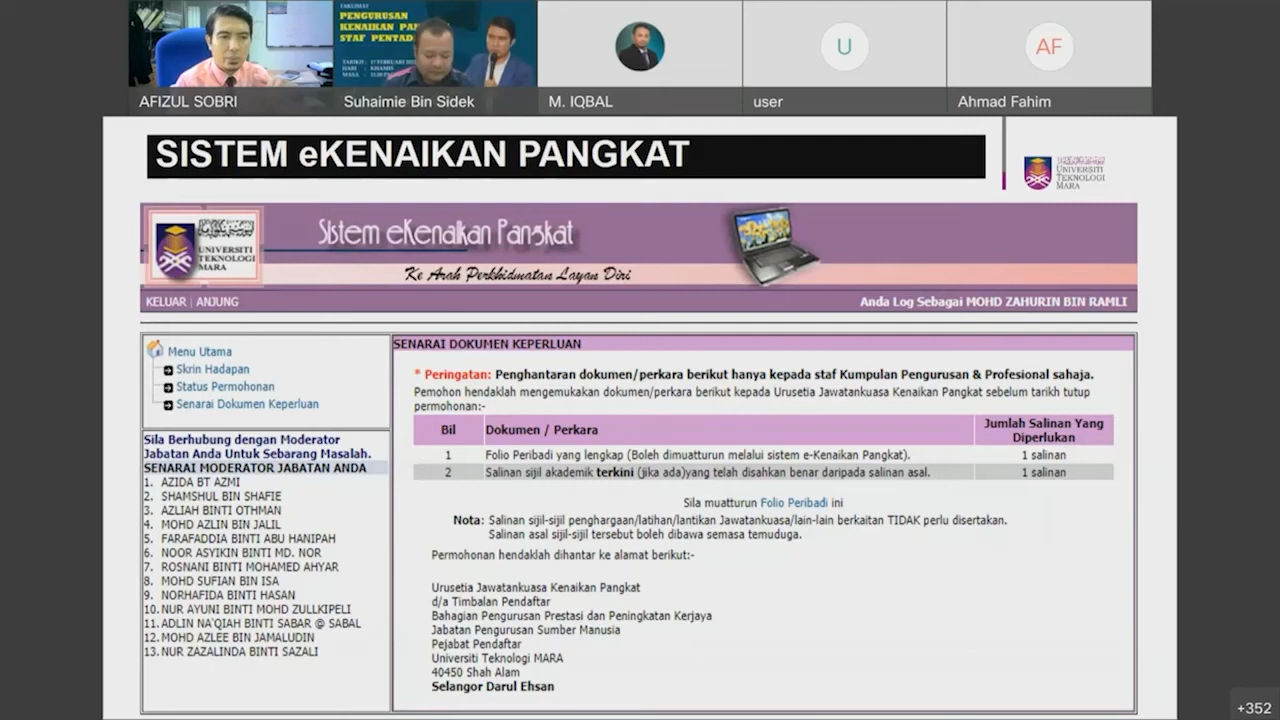 TAKLIMAT
PENGURUSAN
KENAIKAN PA
STAF PENTAD
AFIZUL SOBRI
Suhaimie Bin Sidek
M. IQBAL
U
user
AF
Ahmad Fahim
SISTEM eKENAIKAN PANGKAT
UNIVERSITI
TEKNOLOGI
MARA
UNIVERSITI
TEKNOLOGI
MARA
Sistem eKenaikan Pangkat
Ke Arah Perkhidmatan Layan Diri
KELUAR | ANJUNG
Anda Log Sebagai MOHD ZAHURIN BIN RAMLI
Menu Utama
Skrin Hadapan
Status Permohonan
Senarai Dokumen Keperluan
Sila Berhubung dengan Moderator
Jabatan Anda Untuk Sebarang Masalah.
SENARAI MODERATOR JABATAN ANDA
1. AZIDA BT AZMI
2. SHAMSHUL BIN SHAFIE
3. AZLIAH BINTI OTHMAN
4. MOHD AZLIN BIN JALIL
5. FARAFADDIA BINTI ABU HANIPAH
6. NOOR ASYIKIN BINTI MD. NOR
7. ROSNANI BINTI MOHAMED AHYAR
8. MOHD SUFIAN BIN ISA
9. NORHAFIDA BINTI HASAN
10. NUR AYUNI BINTI MOHD ZULLKIPELI
11. ADLIN NA'QIAH BINTI SABAR @ SABAL
12. MOHD AZLEE BIN JAMALUDIN
13. NUR ZAZALINDA BINTI SAZALI
SENARAI DOKUMEN KEPERLUAN
* Peringatan: Penghantaran dokumen/perkara berikut hanya kepada staf Kumpulan Pengurusan & Profesional sahaja.
Pemohon hendaklah mengemukakan dokumen/perkara berikut kepada Urusetia Jawatankuasa Kenaikan Pangkat sebelum tarikh tutup
permohonan:-
Bil Dokumen / Perkara Jumlah Salinan Yang
Diperlukan
1 Folio Peribadi yang lengkap (Boleh dimuatturun melalui sistem e-Kenaikan Pangkat). 1 salinan
2 Salinan sijil akademik terkini (jika ada)yang telah disahkan benar daripada salinan asal. 1 salinan
Sila muatturun Folio Peribadi ini
Nota: Salinan sijil-sijil penghargaan/latihan/lantikan Jawatankuasa/lain-lain berkaitan TIDAK perlu disertakan.
Salinan asal sijil-sijil tersebut boleh dibawa semasa temuduga.
Permohonan hendaklah dihantar ke alamat berikut:-
Urusetia Jawatankuasa Kenaikan Pangkat
d/a Timbalan Pendaftar
Bahagian Pengurusan Prestasi dan Peningkatan Kerjaya
Jabatan Pengurusan Sumber Manusia
Pejabat Pendaftar
Universiti Teknologi MARA
40450 Shah Alam
Selangor Darul Ehsan
+352